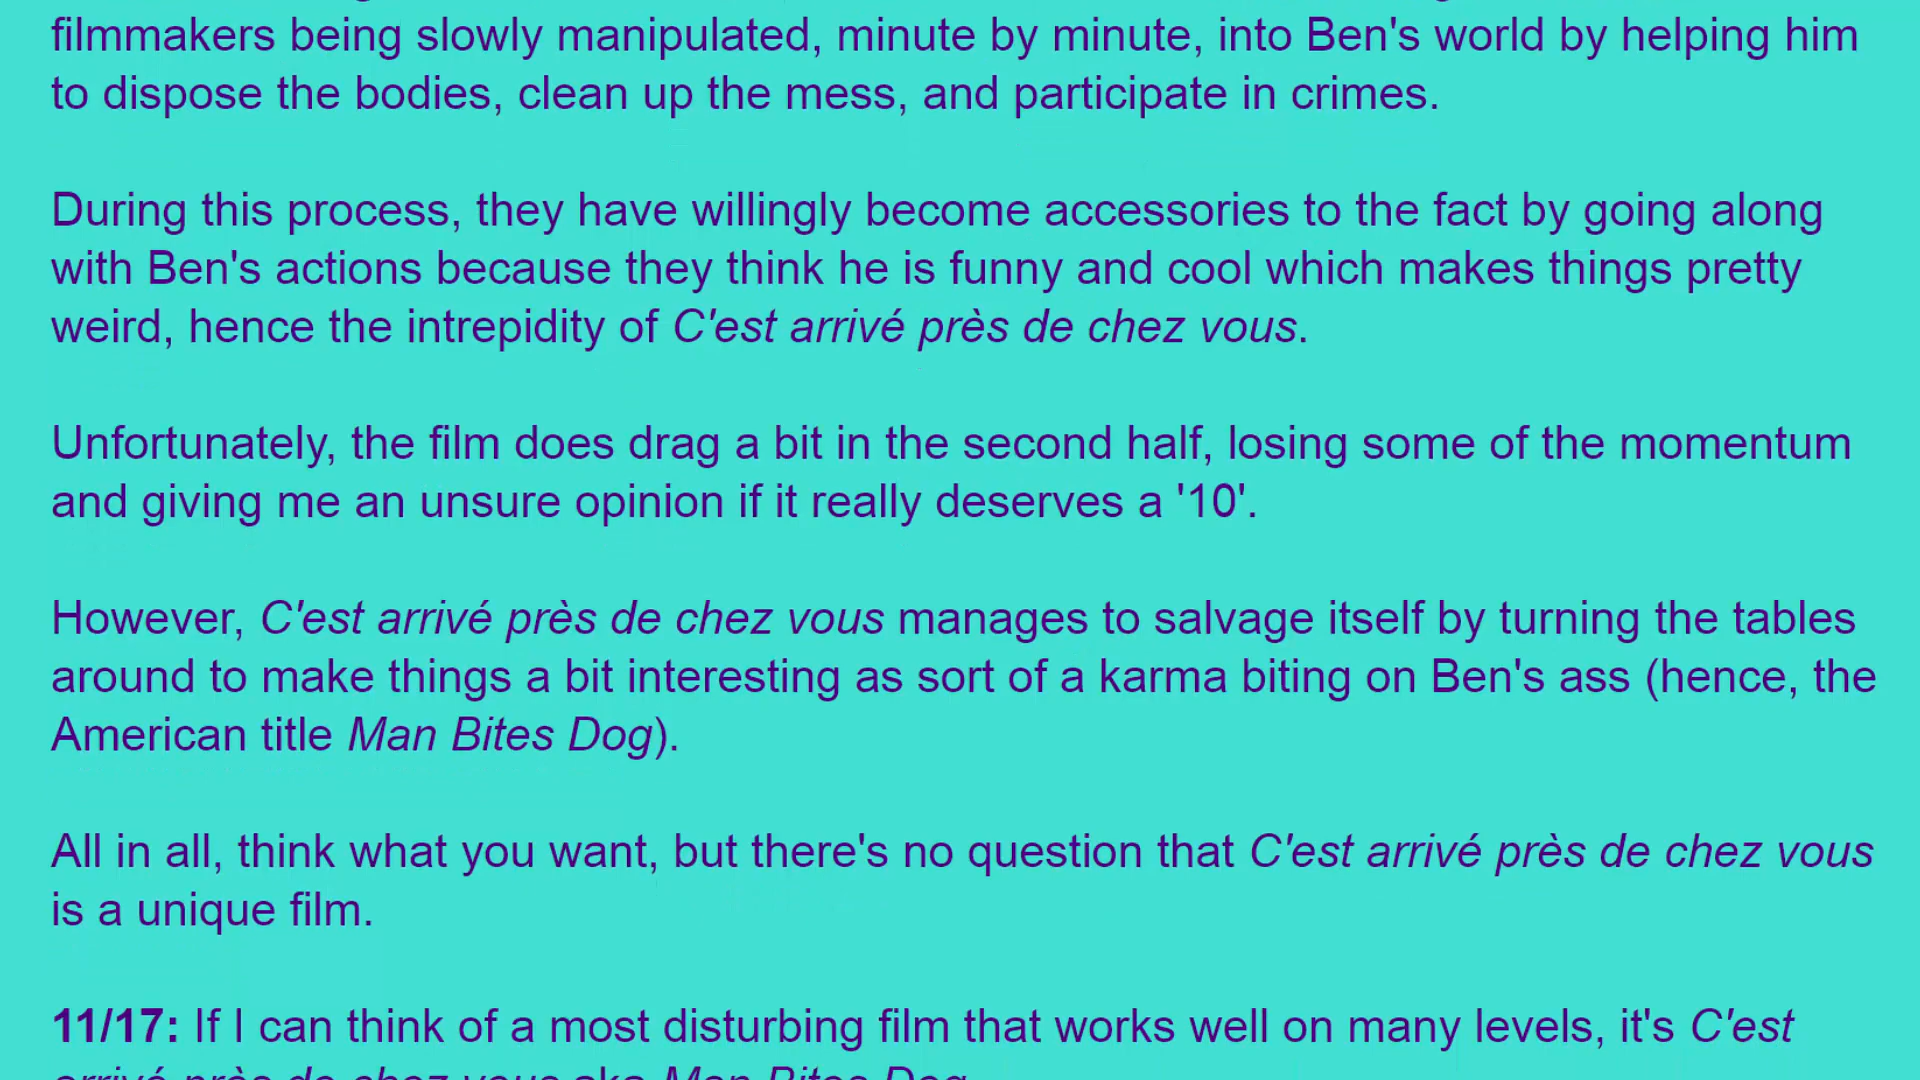 filmmakers being slowly manipulated, minute by minute, into Ben's world by helping him
to dispose the bodies, clean up the mess, and participate in crimes.
During this process, they have willingly become accessories to the fact by going along
with Ben's actions because they think he is funny and cool which makes things pretty
weird, hence the intrepidity of C'est arrivé près de chez vous.
Unfortunately, the film does drag a bit in the second half, losing some of the momentum
and giving me an unsure opinion if it really deserves a '10'.
However, C'est arrivé près de chez vous manages to salvage itself by turning the tables
around to make things a bit interesting as sort of a karma biting on Ben's ass (hence, the
American title Man Bites Dog).
All in all, think what you want, but there's no question that C'est arrivé près de chez vous
is a unique film.
11/17: If I can think of a most disturbing film that works well on many levels, it's C'est
arrivé près de chez vous aka Man Bites Dog.